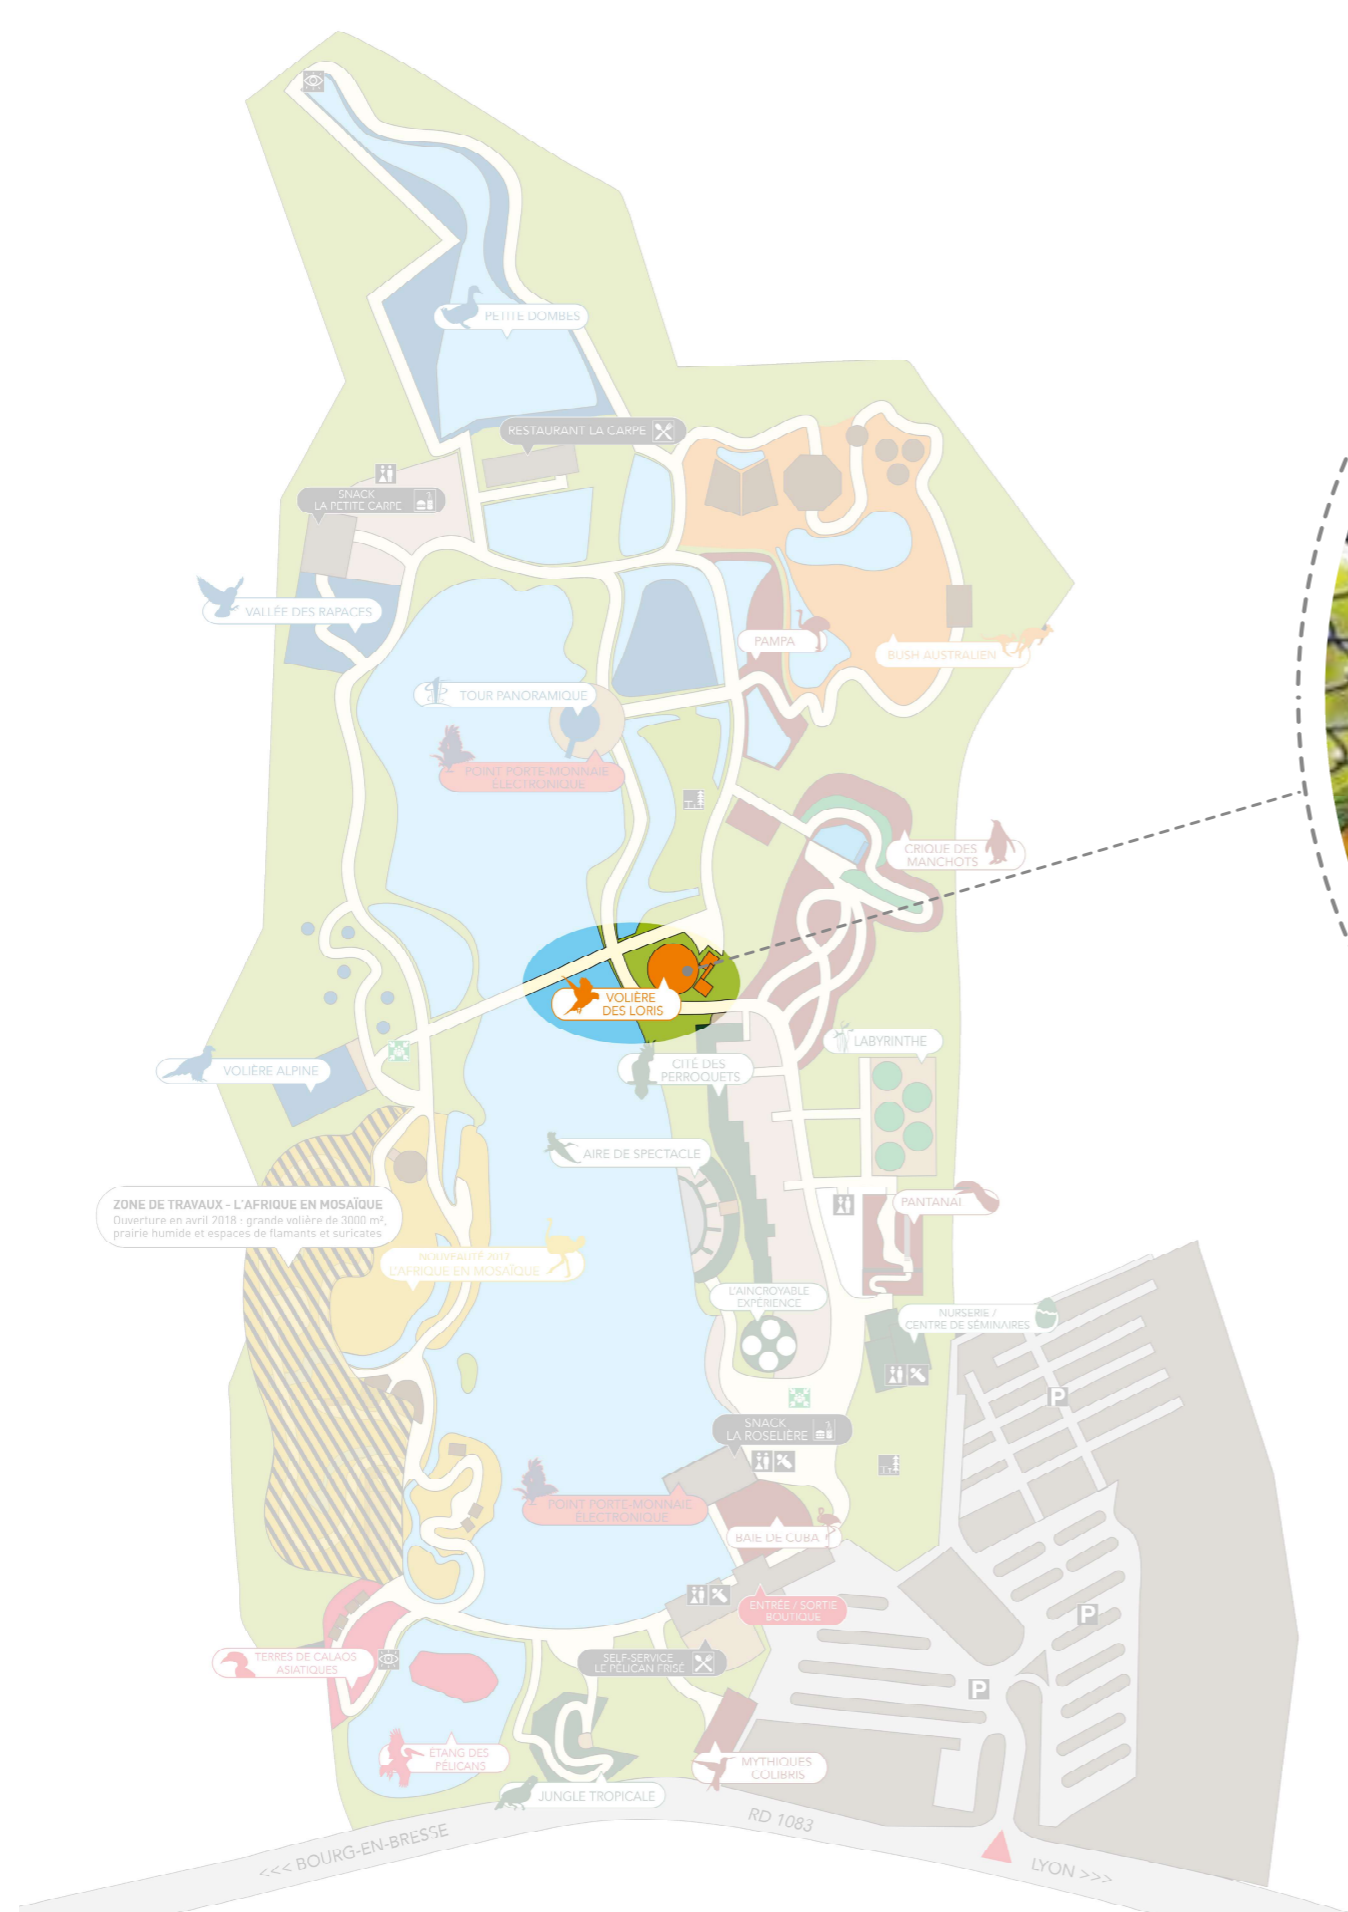 PETITE DOMBES
RESTAURANT LA CARPE
SNACK
LA PETITE CARPE
VALLÉE DES RAPACES
PAMPA
BUSH AUSTRALIEN
TOUR PANORAMIQUE
POINT PORTE-MONNAIE
ÉLECTRONIQUE
CRIQUE DES
MANCHOTS
VOLIÈRE
DES LORIS
LABYRINTHE
VOLIÈRE ALPINE
CITÉ DES
PERROQUETS
AIRE DE SPECTACLE
ZONE DE TRAVAUX - L'AFRIQUE EN MOSAÏQUE
Ouverture en avril 2018 : grande volière de 3000 m²,
prairie humide et espaces de flamants et suricates
PANTANAL
NOUVEAUTÉ 2017
L'AFRIQUE EN MOSAÏQUE
L'AINCROYABLE
EXPÉRIENCE
NURSERIE /
CENTRE DE SÉMINAIRES
P
SNACK
LA ROSELIÈRE
POINT PORTE-MONNAIE
ÉLECTRONIQUE
BAIE DE CUBA
ENTRÉE / SORTIE
BOUTIQUE
P
TERRES DE CALAOS
ASIATIQUES
SELF-SERVICE
LE PÉLICAN FRISÉ
P
ÉTANG DES
PÉLICANS
MYTHIQUES
COLIBRIS
JUNGLE TROPICALE
<<< BOURG-EN-BRESSE
RD 1083
LYON >>>